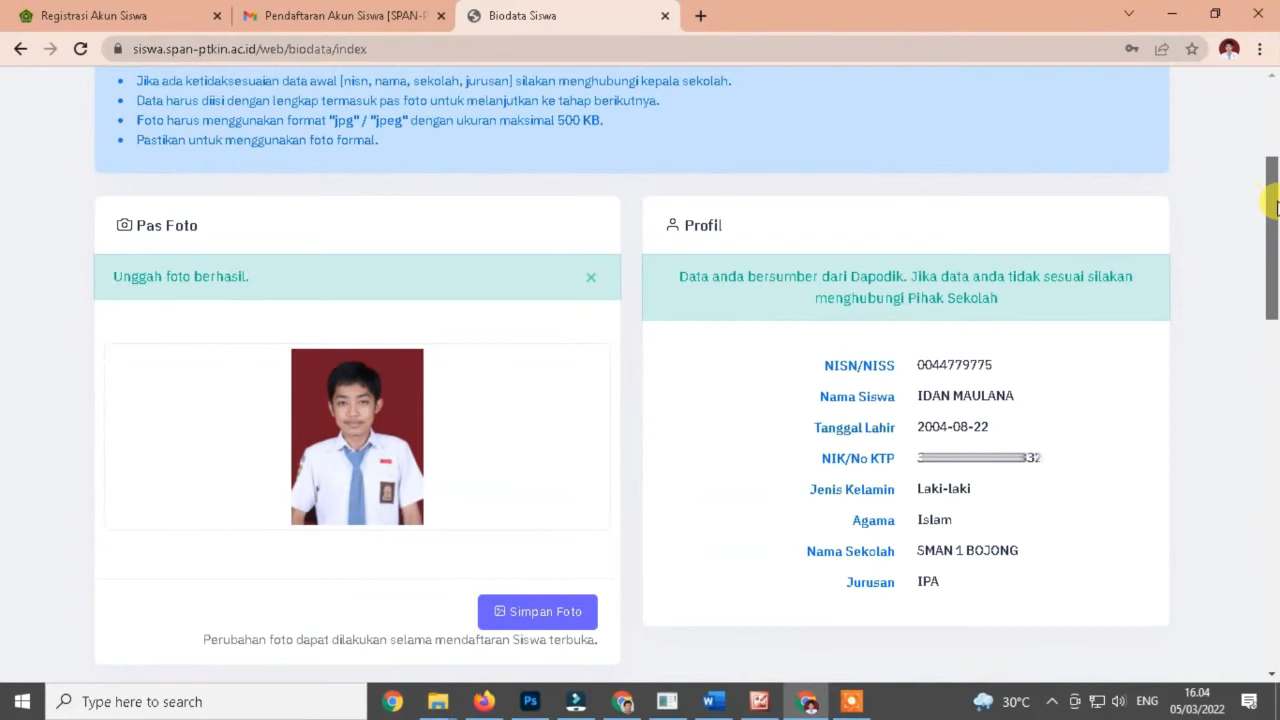 Registrasi Akun Siswa
Pendaftaran Akun Siswa [SPAN-P
Biodata Siswa
siswa.span-ptkin.ac.id/web/biodata/index
Jika ada ketidaksesuaian data awal [nisn, nama, sekolah, jurusan] silakan menghubungi kepala sekolah.
Data harus diisi dengan lengkap termasuk pas foto untuk melanjutkan ke tahap berikutnya.
Foto harus menggunakan format "jpg" / "jpeg" dengan ukuran maksimal 500 KB.
Pastikan untuk menggunakan foto formal.
Pas Foto
Unggah foto berhasil.
Simpan Foto
Perubahan foto dapat dilakukan selama mendaftaran Siswa terbuka.
Profil
Data anda bersumber dari Dapodik. Jika data anda tidak sesuai silakan
menghubungi Pihak Sekolah
NISN/NISS 0044779775
Nama Siswa IDAN MAULANA
Tanggal Lahir 2004-08-22
NIK/No KTP 332
Jenis Kelamin Laki-laki
Agama Islam
Nama Sekolah SMAN 1 BOJONG
Jurusan IPA
Type here to search
30°C
ENG
16.04
05/03/2022